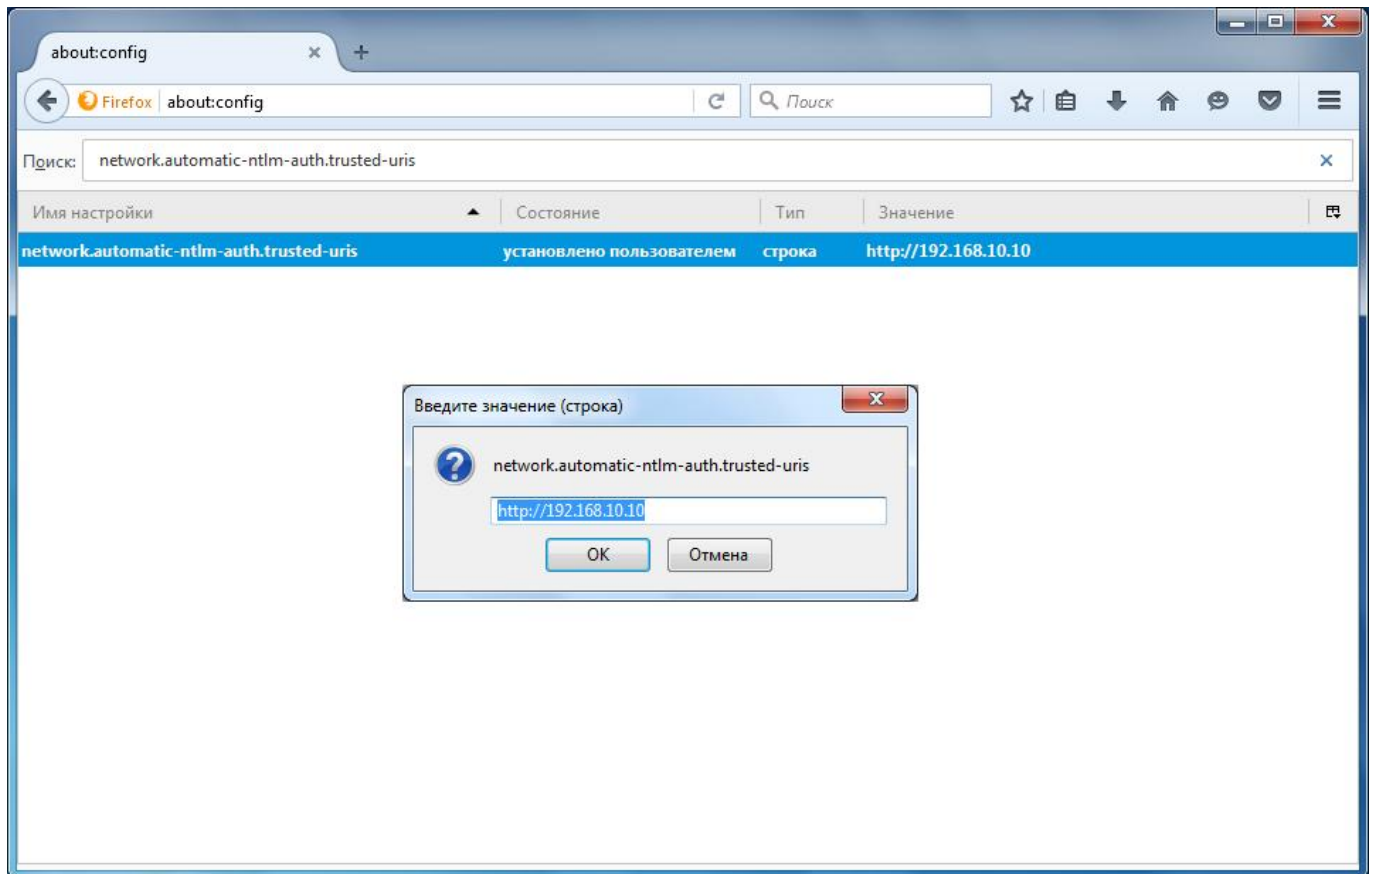 about:config
Firefox about:config Поиск
Поиск: network.automatic-ntlm-auth.trusted-uris
Имя настройки Состояние Тип Значение
network.automatic-ntlm-auth.trusted-uris установлено пользователем строка http://192.168.10.10
Введите значение (строка)
network.automatic-ntlm-auth.trusted-uris
http://192.168.10.10
OK Отмена